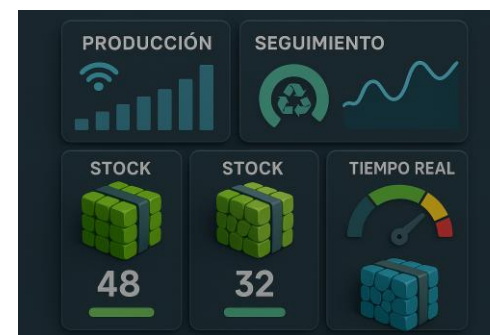 PRODUCCIÓN
SEGUIMIENTO
STOCK
48
STOCK
32
TIEMPO REAL